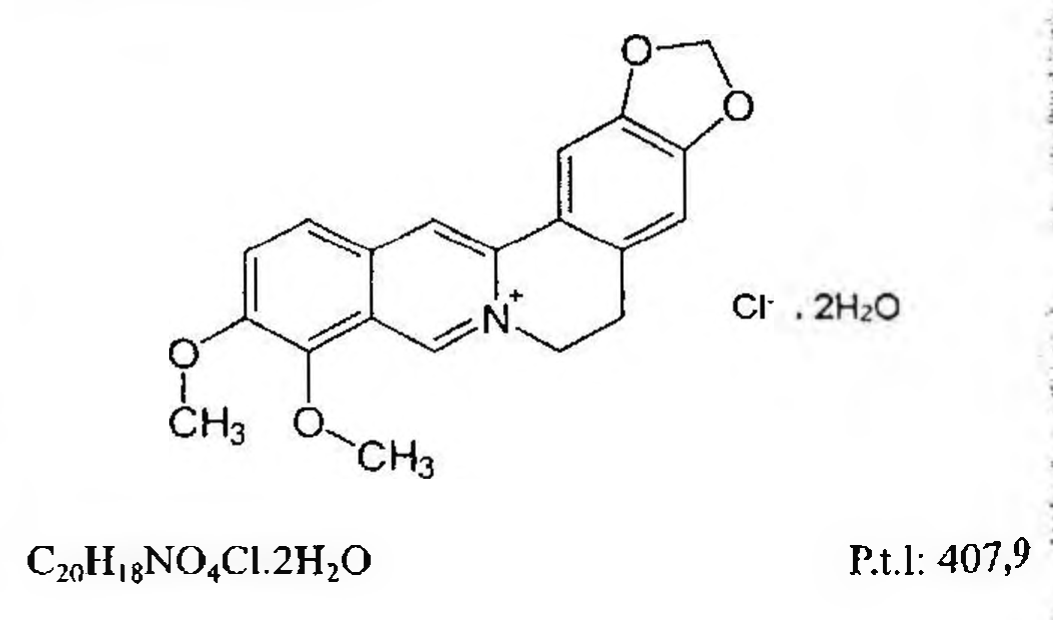 O
O
N+
Cl- . 2H₂O
O
CH₃
O
CH₃
C₂₀H₁₈NO₄Cl.2H₂O
P.t.l: 407,9